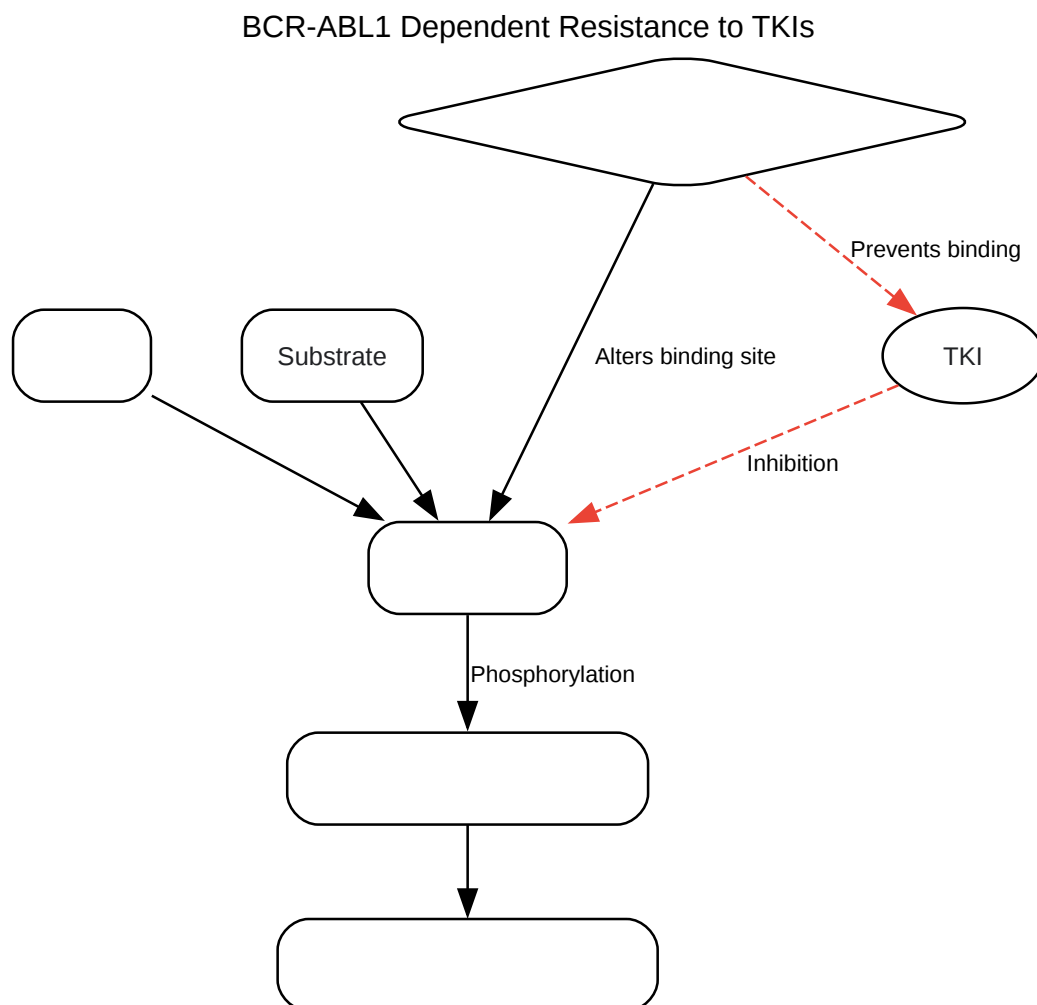 BCR-ABL1 Dependent Resistance to TKIs
Prevents binding
Substrate
Alters binding site
TKI
Inhibition
Phosphorylation